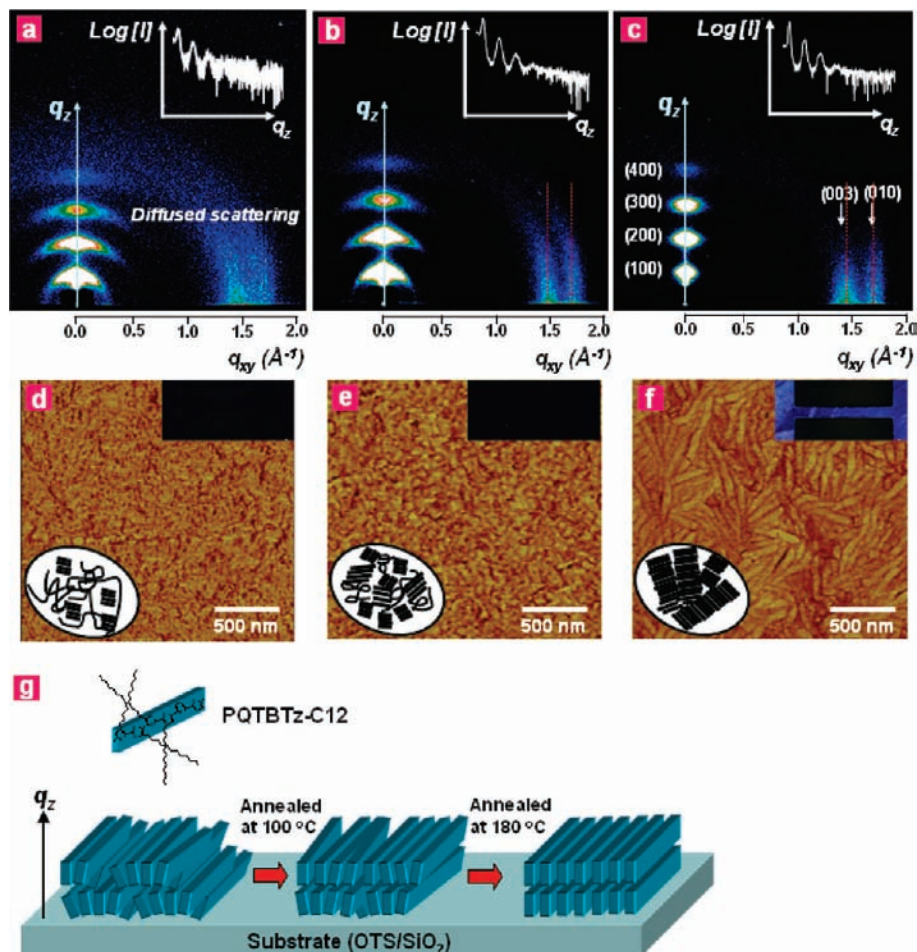 a
Log [I]
q_z
q_z
Diffused scattering
0.0 0.5 1.0 1.5 2.0
q_xy (Å⁻¹)
b
Log [I]
q_z
q_z
0.0 0.5 1.0 1.5 2.0
q_xy (Å⁻¹)
c
Log [I]
q_z
q_z
(400)
(300)
(200)
(100)
(003) (010)
0.0 0.5 1.0 1.5 2.0
q_xy (Å⁻¹)
d
500 nm
e
500 nm
f
500 nm
g
PQTBTz-C12
q_z
Annealed
at 100 °C
Annealed
at 180 °C
Substrate (OTS/SiO₂)